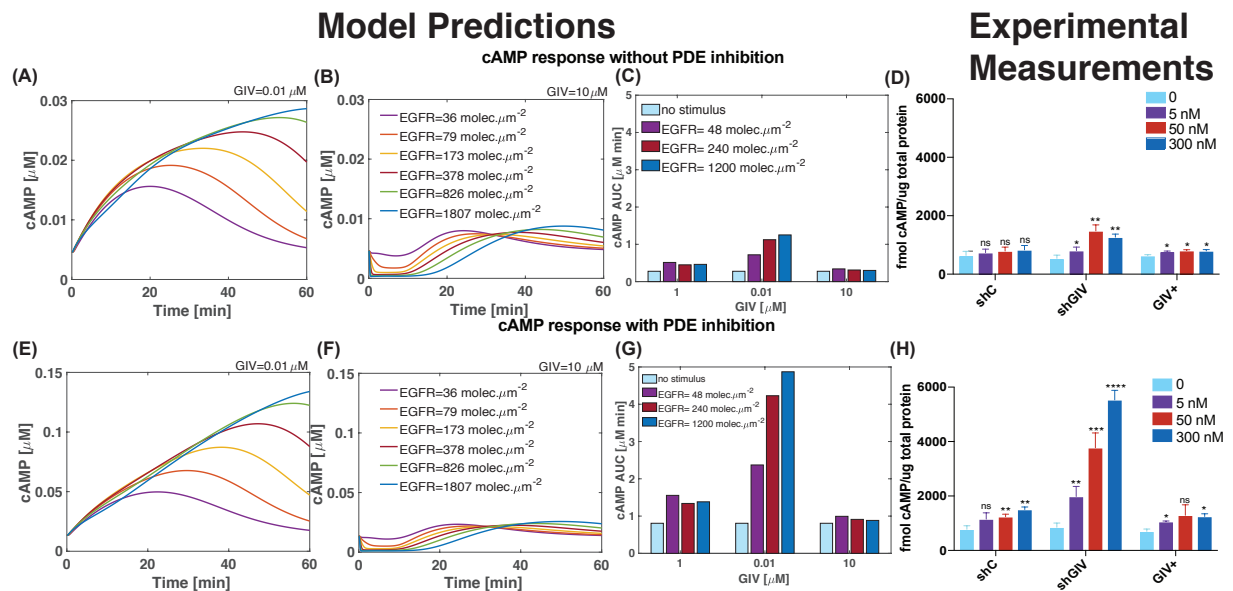 Model Predictions
Experimental
Measurements
cAMP response without PDE inhibition
(A)
GIV=0.01 μM
cAMP [μM]
0.03
0.02
0.01
0
0 20 40 60
Time [min]
(B)
GIV=10 μM
cAMP [μM]
0.03
0.02
0.01
0
EGFR=36 molec.μm-2
EGFR=79 molec.μm-2
EGFR=173 molec.μm-2
EGFR=378 molec.μm-2
EGFR=826 molec.μm-2
EGFR=1807 molec.μm-2
0 20 40 60
Time [min]
(C)
cAMP AUC [μM min]
5
4
3
2
1
0
no stimulus
EGFR= 48 molec.μm-2
EGFR= 240 molec.μm-2
EGFR= 1200 molec.μm-2
1 0.01 10
GIV [μM]
(D)
fmol cAMP/ug total protein
6000
4000
2000
0
0
5 nM
50 nM
300 nM
ns ns ns * ** ** * * *
shC shGIV GIV+
cAMP response with PDE inhibition
(E)
GIV=0.01 μM
cAMP [μM]
0.15
0.1
0.05
0
0 20 40 60
Time [min]
(F)
GIV=10 μM
cAMP [μM]
0.15
0.1
0.05
0
EGFR=36 molec.μm-2
EGFR=79 molec.μm-2
EGFR=173 molec.μm-2
EGFR=378 molec.μm-2
EGFR=826 molec.μm-2
EGFR=1807 molec.μm-2
0 20 40 60
Time [min]
(G)
cAMP AUC [μM min]
5
4
3
2
1
0
no stimulus
EGFR= 48 molec.μm-2
EGFR= 240 molec.μm-2
EGFR= 1200 molec.μm-2
1 0.01 10
GIV [μM]
(H)
fmol cAMP/ug total protein
6000
4000
2000
0
0
5 nM
50 nM
300 nM
ns ** ** ** *** **** * ns *
shC shGIV GIV+